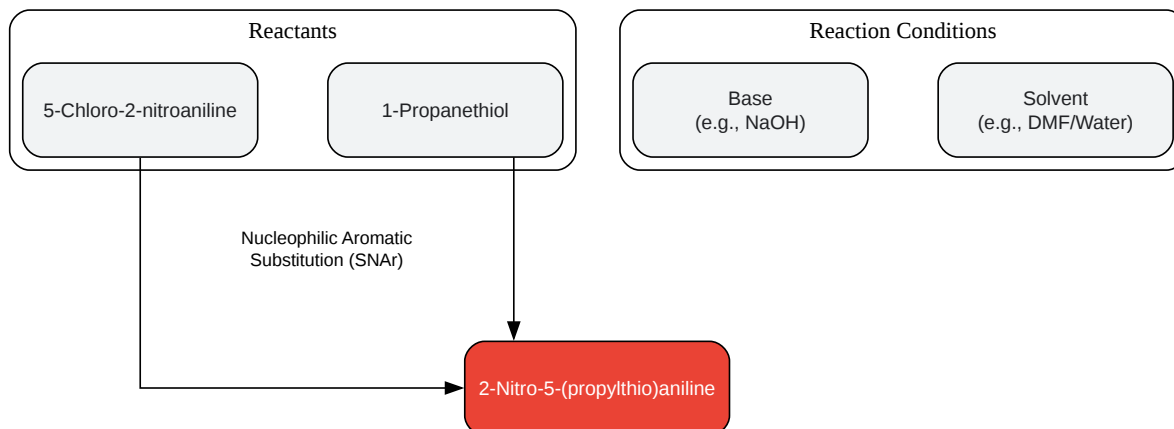 Reactants
Reaction Conditions
5-Chloro-2-nitroaniline
1-Propanethiol
Base
(e.g., NaOH)
Solvent
(e.g., DMF/Water)
Nucleophilic Aromatic
Substitution (SNAr)
2-Nitro-5-(propylthio)aniline